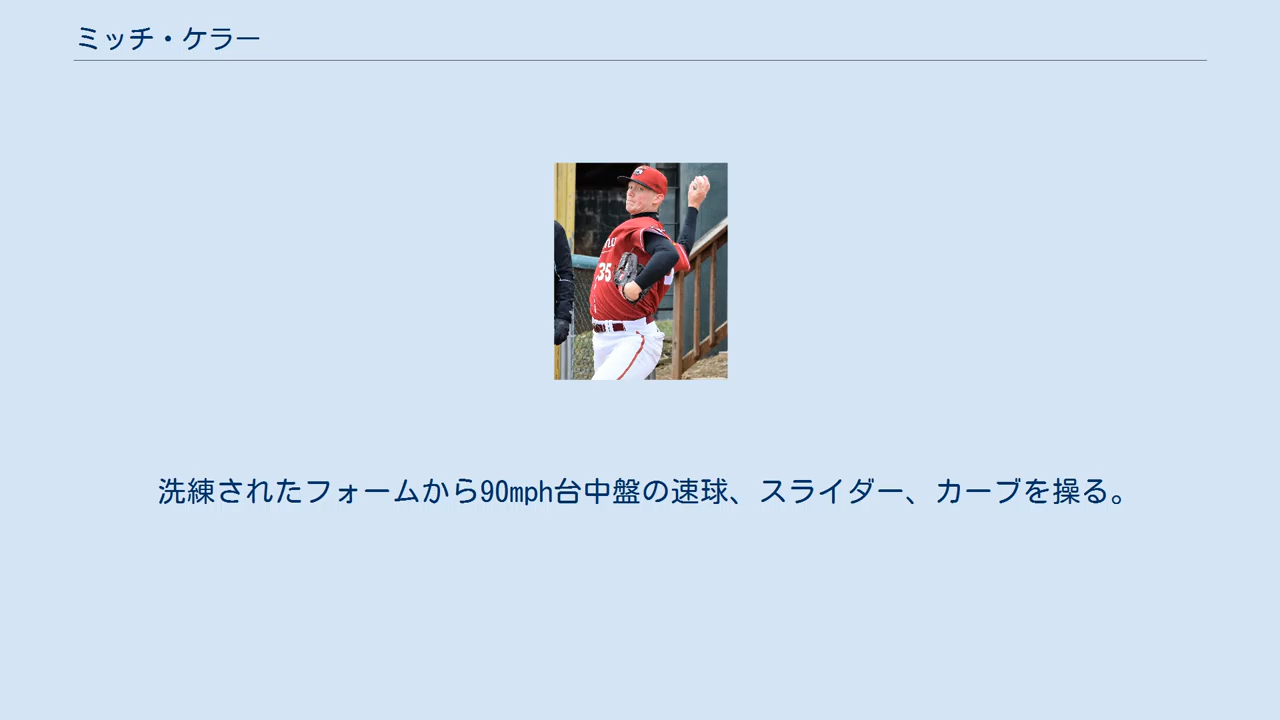 ミッチ・ケラー
35
洗練されたフォームから90mph台中盤の速球、スライダー、カーブを操る。